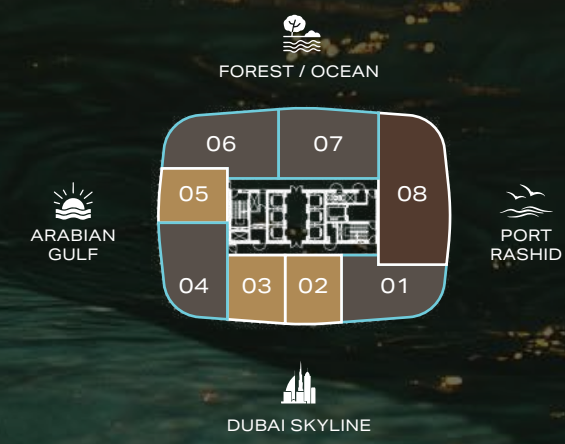 FOREST / OCEAN
06
07
05
08
ARABIAN
GULF
PORT
RASHID
04
03
02
01
DUBAI SKYLINE